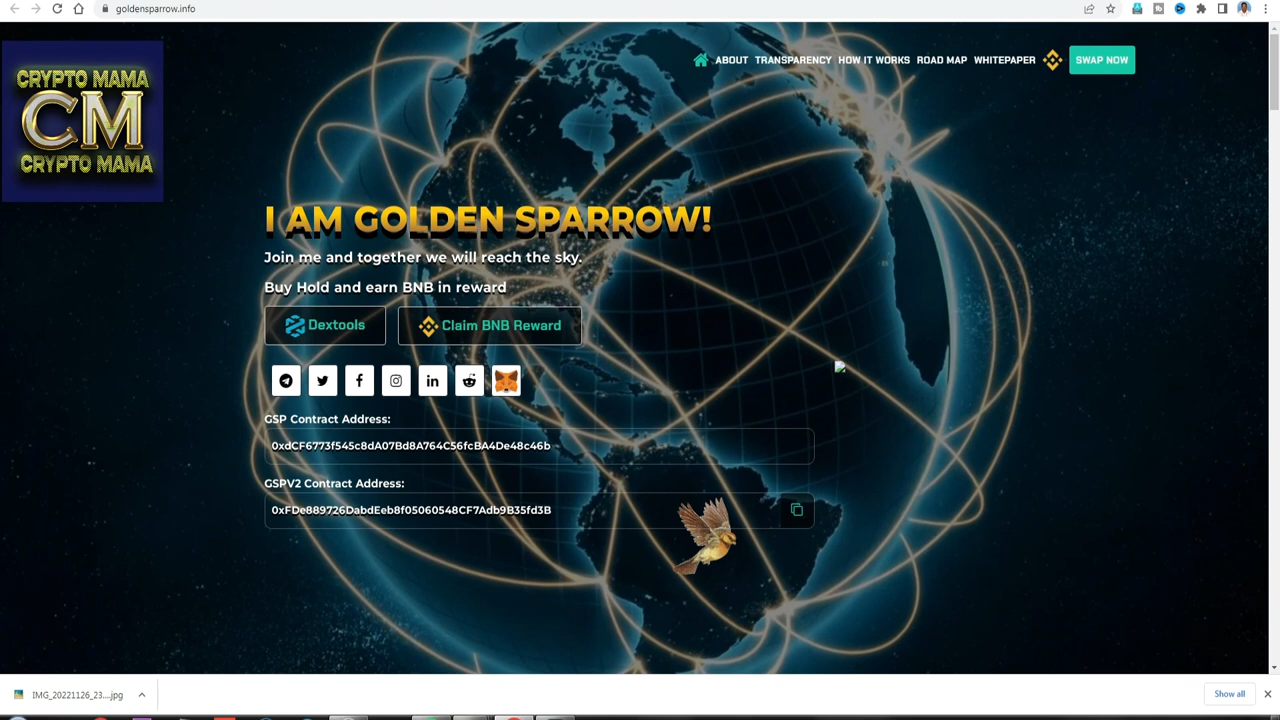 goldensparrow.info
CRYPTO MAMA
CM
CRYPTO MAMA
ABOUT TRANSPARENCY HOW IT WORKS ROAD MAP WHITEPAPER SWAP NOW
I AM GOLDEN SPARROW!
Join me and together we will reach the sky.
Buy Hold and earn BNB in reward
Dextools Claim BNB Reward
GSP Contract Address:
0xdCF6773f545c8dA07Bd8A764C56fcBA4De48c46b
GSPV2 Contract Address:
0xFDe889726DabdEeb8f05060548CF7Adb9B35fd3B
IMG_20221126_23....jpg Show all